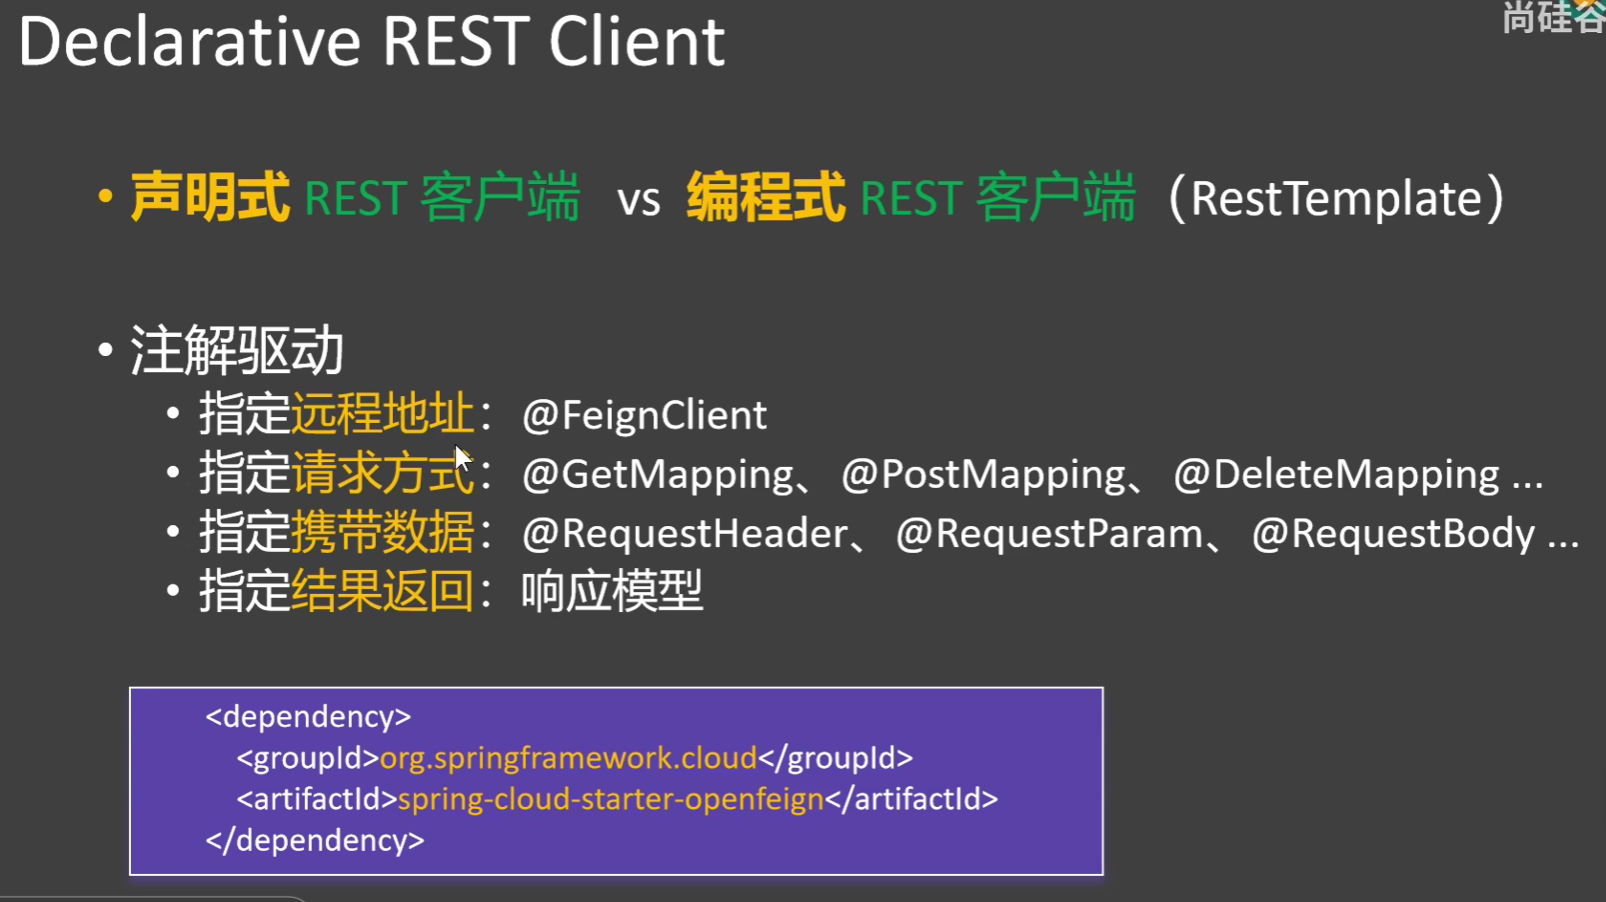 尚硅谷
Declarative REST Client
• 声明式 REST 客户端 vs 编程式 REST 客户端（RestTemplate）
• 注解驱动
• 指定远程地址：@FeignClient
• 指定请求方式：@GetMapping、@PostMapping、@DeleteMapping ...
• 指定携带数据：@RequestHeader、@RequestParam、@RequestBody ...
• 指定结果返回：响应模型
<dependency>
<groupId>org.springframework.cloud</groupId>
<artifactId>spring-cloud-starter-openfeign</artifactId>
</dependency>